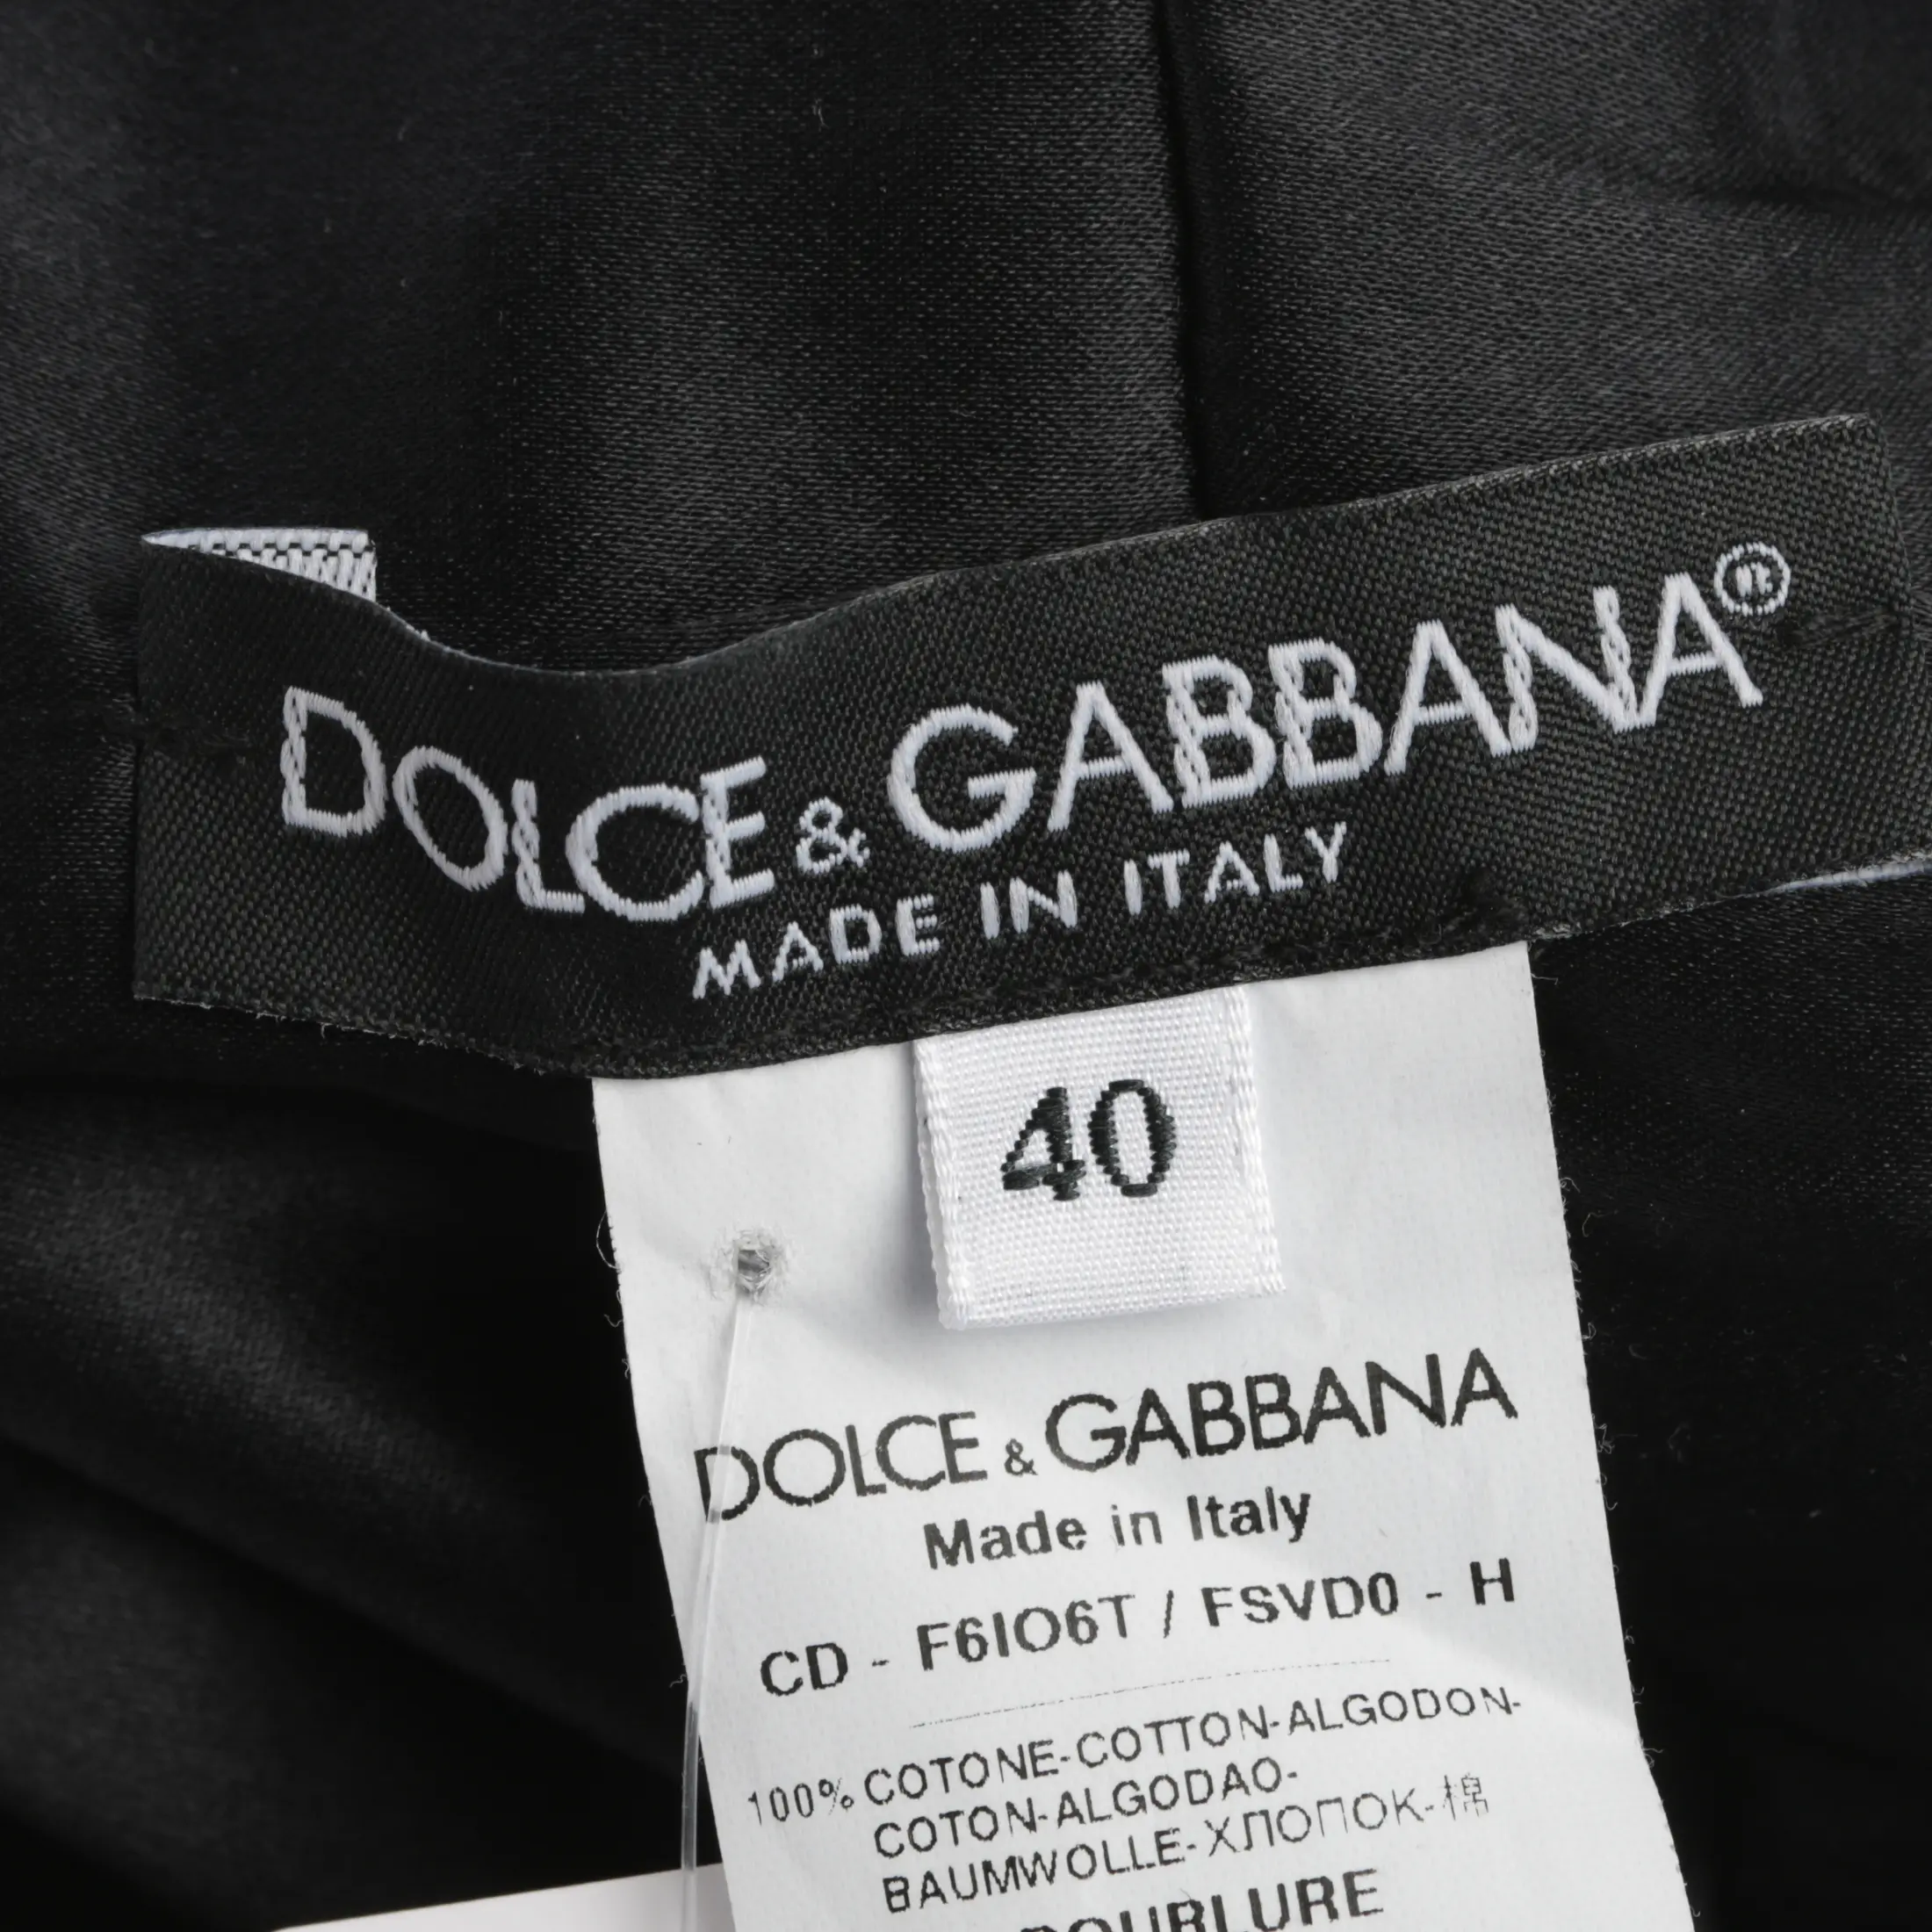 DOLCE & GABBANA®
MADE IN ITALY
40
DOLCE & GABBANA
Made in Italy
CD - F6IO6T / FSVD0 - H
100% COTONE-COTTON-ALGODON-
COTON-ALGODAO-
BAUMWOLLE-ХЛОПОК-棉
DOUBLURE